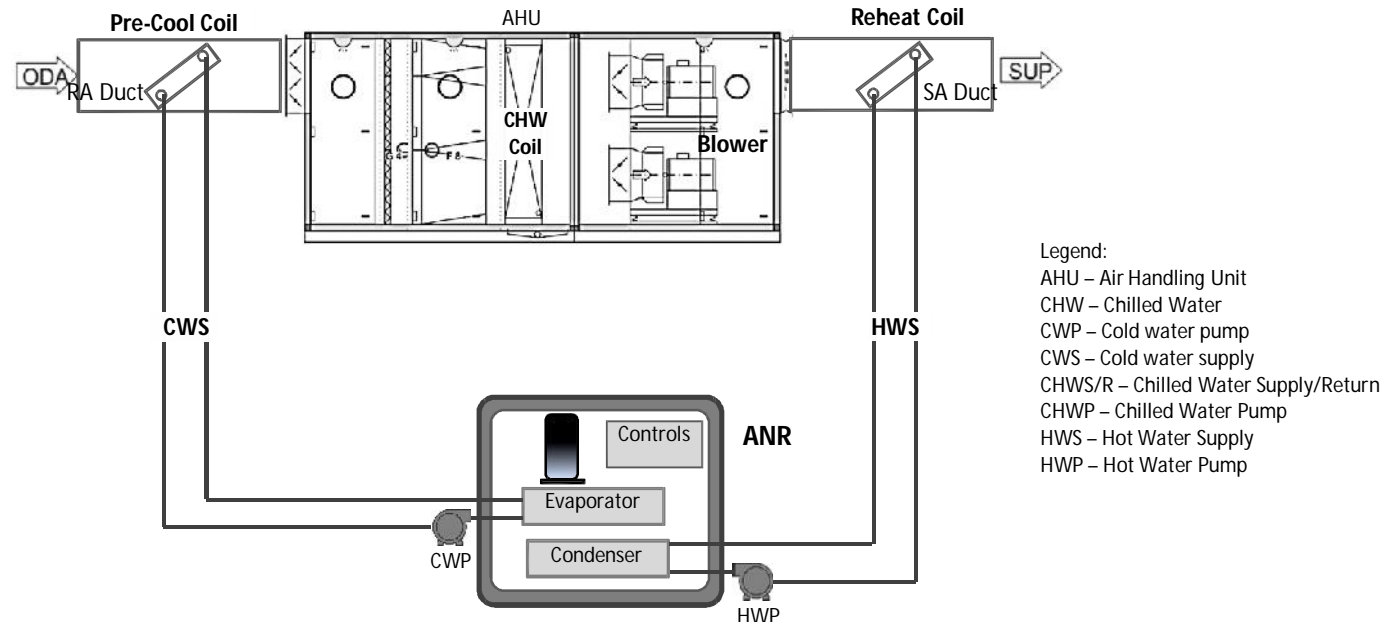 Pre-Cool Coil
AHU
Reheat Coil
ODA
RA Duct
CHW
Coil
Blower
SA Duct
SUP
CWS
HWS
Legend:
AHU – Air Handling Unit
CHW – Chilled Water
CWP – Cold water pump
CWS – Cold water supply
CHWS/R – Chilled Water Supply/Return
CHWP – Chilled Water Pump
HWS – Hot Water Supply
HWP – Hot Water Pump
Controls
ANR
Evaporator
CWP
Condenser
HWP